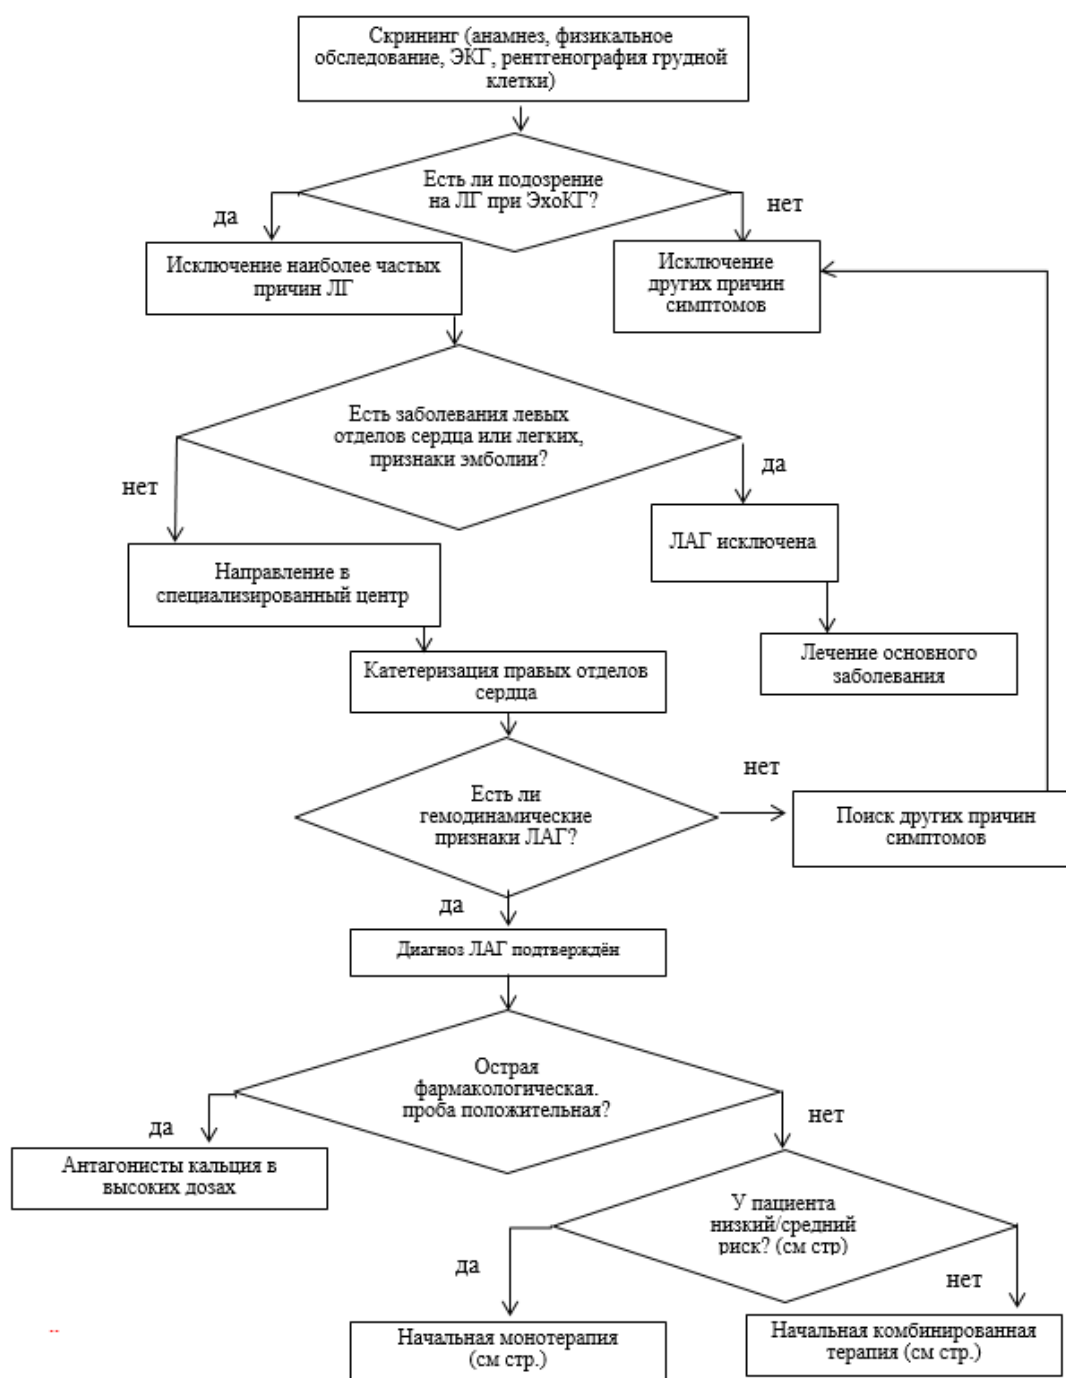 Скрининг (анамнез, физикальное
обследование, ЭКГ, рентгенография грудной
клетки)
Есть ли подозрение
на ЛГ при ЭхоКГ?
да
нет
Исключение наиболее частых
причин ЛГ
Исключение
других причин
симптомов
Есть заболевания левых
отделов сердца или легких,
признаки эмболии?
нет
да
ЛАГ исключена
Направление в
специализированный центр
Лечение основного
заболевания
Катетеризация правых отделов
сердца
Есть ли
гемодинамические
признаки ЛАГ?
нет
Поиск других причин
симптомов
да
Диагноз ЛАГ подтверждён
Острая
фармакологическая.
проба положительная?
да
нет
Антагонисты кальция в
высоких дозах
У пациента
низкий/средний
риск? (см стр)
да
нет
Начальная монотерапия
(см стр.)
Начальная комбинированная
терапия (см стр.)